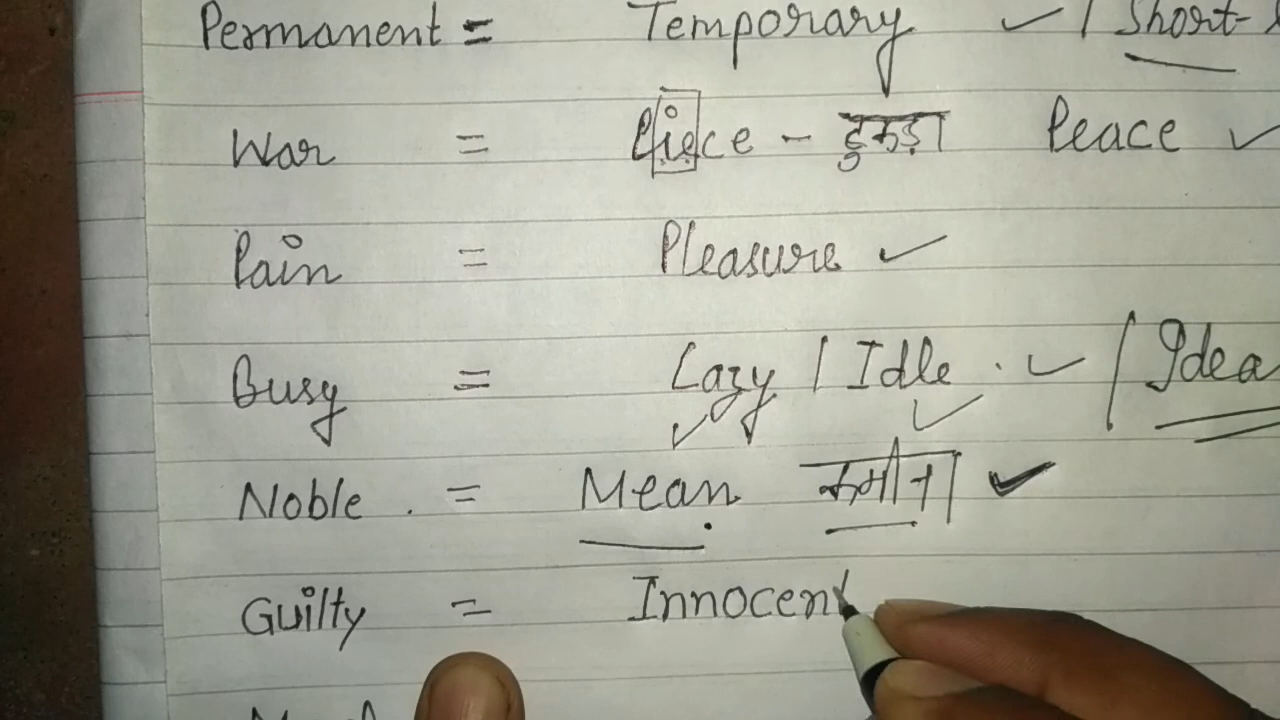 Permanent = Temporary ✓ / Short-
War = Piece - टुकड़ा Peace ✓
Pain = Pleasure ✓
Busy = Lazy / Idle . ✓ / Idea
Noble . = Mean कमीना ✓
Guilty = Innocent